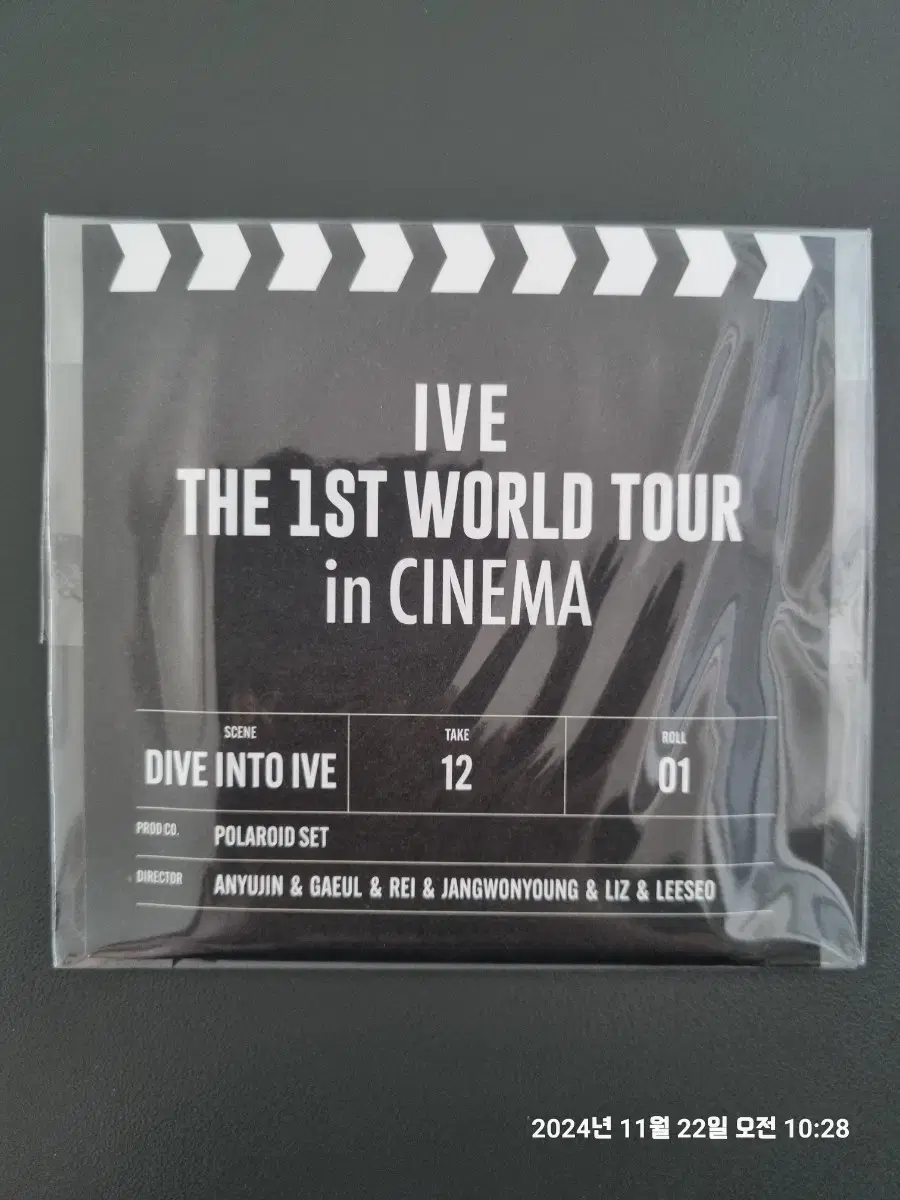 IVE
THE 1ST WORLD TOUR
in CINEMA
SCENE
DIVE INTO IVE
TAKE
12
ROLL
01
PROD CO.
POLAROID SET
DIRECTOR
ANYUJIN & GAEUL & REI & JANGWONYOUNG & LIZ & LEESEO
2024년 11월 22일 오전 10:28